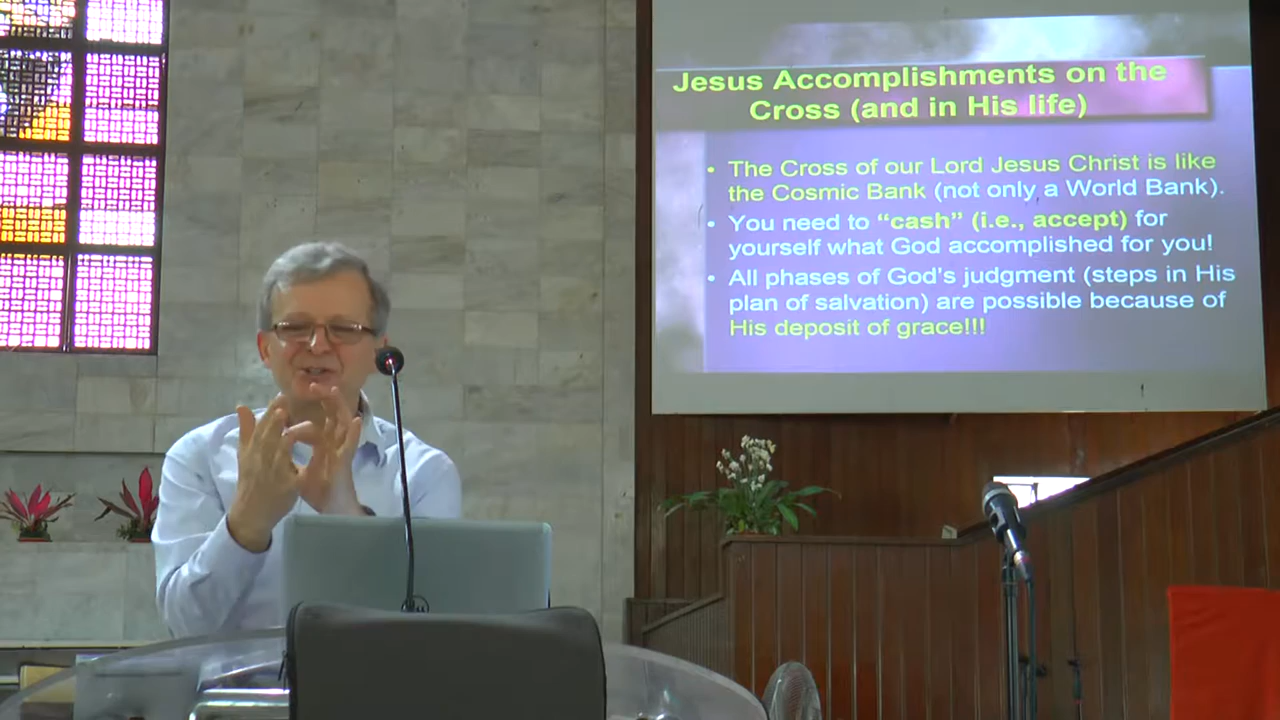 Jesus Accomplishments on the
Cross (and in His life)
• The Cross of our Lord Jesus Christ is like
the Cosmic Bank (not only a World Bank).
• You need to “cash” (i.e., accept) for
yourself what God accomplished for you!
• All phases of God's judgment (steps in His
plan of salvation) are possible because of
His deposit of grace!!!